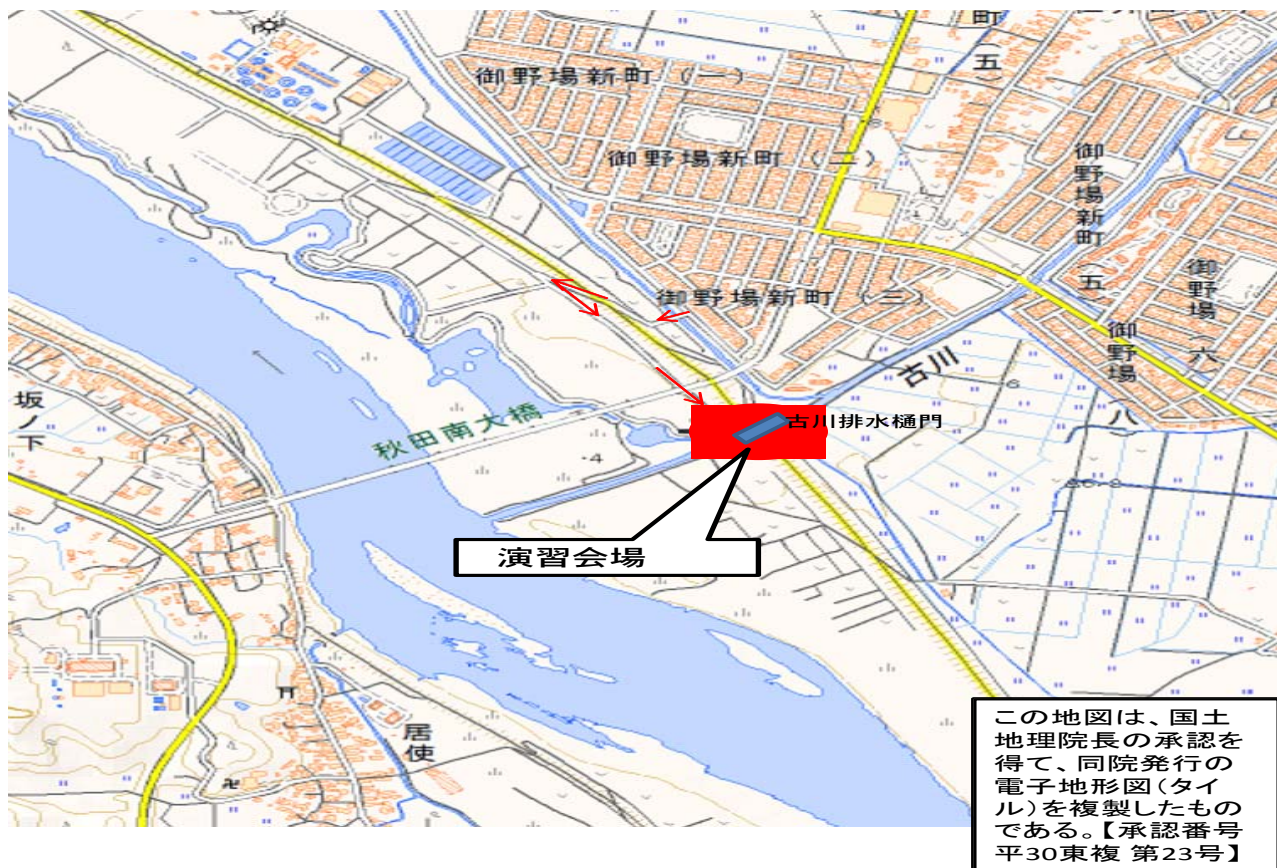 町（五）
御野場新町（一）
御野場新町（二）
御野場新町（五）
御野場（六）
御野場新町（三）
御野場（八）
古川
坂ノ下
秋田南大橋
古川排水樋門
・4
演習会場
居使
この地図は、国土
地理院長の承認を
得て、同院発行の
電子地形図（タイ
ル）を複製したもの
である。【承認番号
平30東複 第23号】